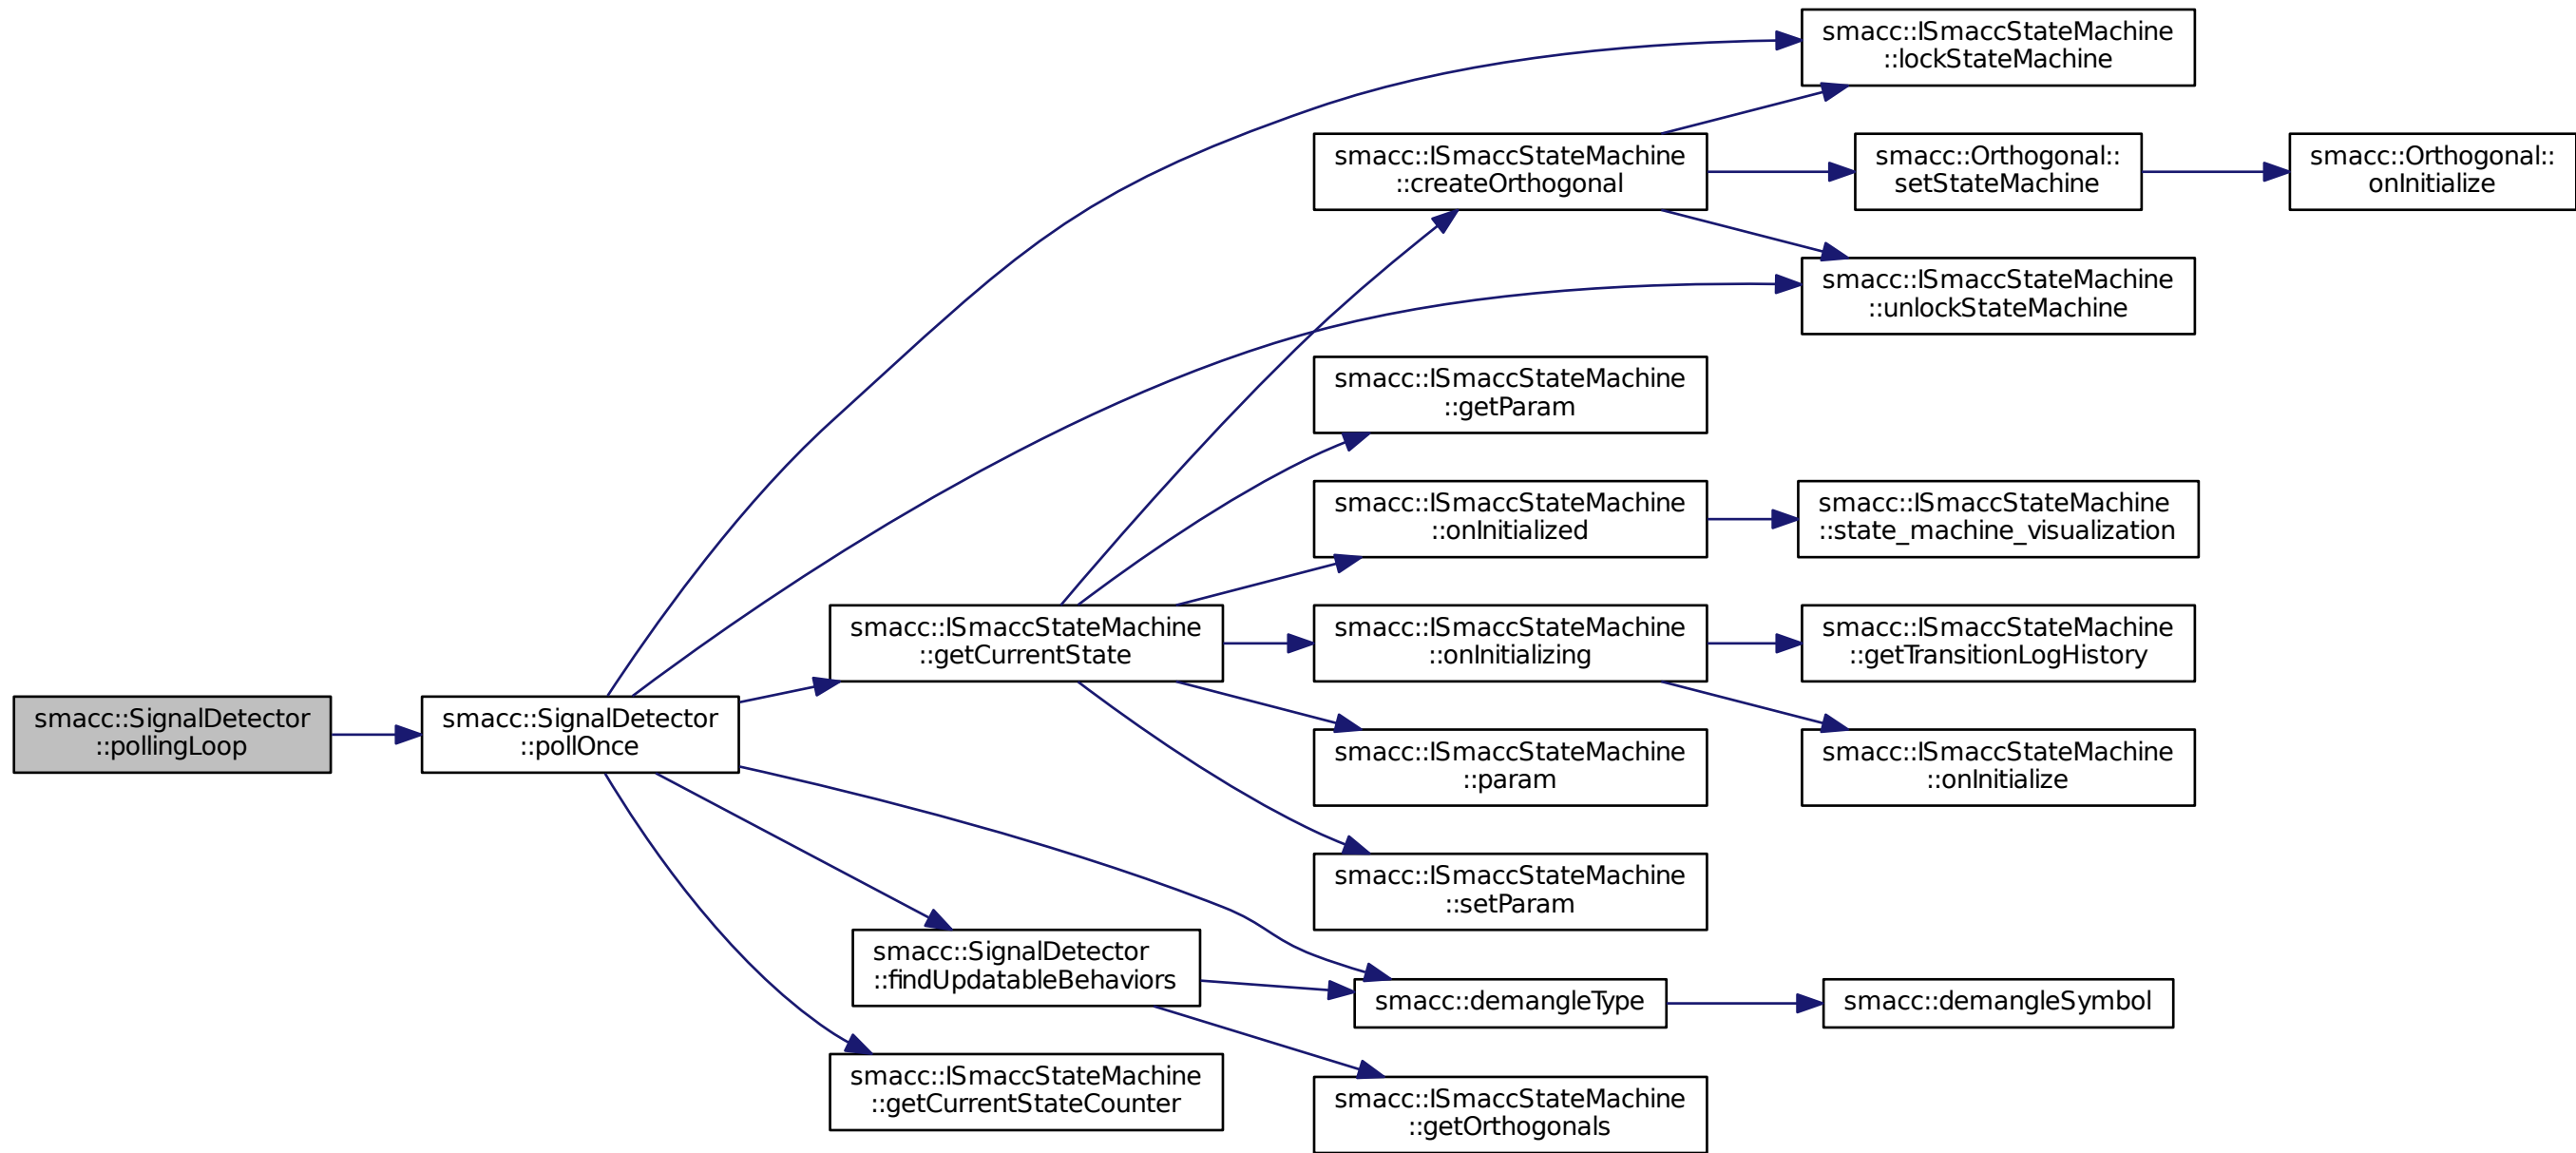 smacc::SignalDetector
::pollingLoop
smacc::SignalDetector
::pollOnce
smacc::ISmaccStateMachine
::getCurrentState
smacc::SignalDetector
::findUpdatableBehaviors
smacc::ISmaccStateMachine
::getCurrentStateCounter
smacc::ISmaccStateMachine
::createOrthogonal
smacc::ISmaccStateMachine
::getParam
smacc::ISmaccStateMachine
::onInitialized
smacc::ISmaccStateMachine
::onInitializing
smacc::ISmaccStateMachine
::param
smacc::ISmaccStateMachine
::setParam
smacc::demangleType
smacc::ISmaccStateMachine
::getOrthogonals
smacc::ISmaccStateMachine
::lockStateMachine
smacc::Orthogonal::
setStateMachine
smacc::ISmaccStateMachine
::unlockStateMachine
smacc::ISmaccStateMachine
::state_machine_visualization
smacc::ISmaccStateMachine
::getTransitionLogHistory
smacc::ISmaccStateMachine
::onInitialize
smacc::demangleSymbol
smacc::Orthogonal::
onInitialize